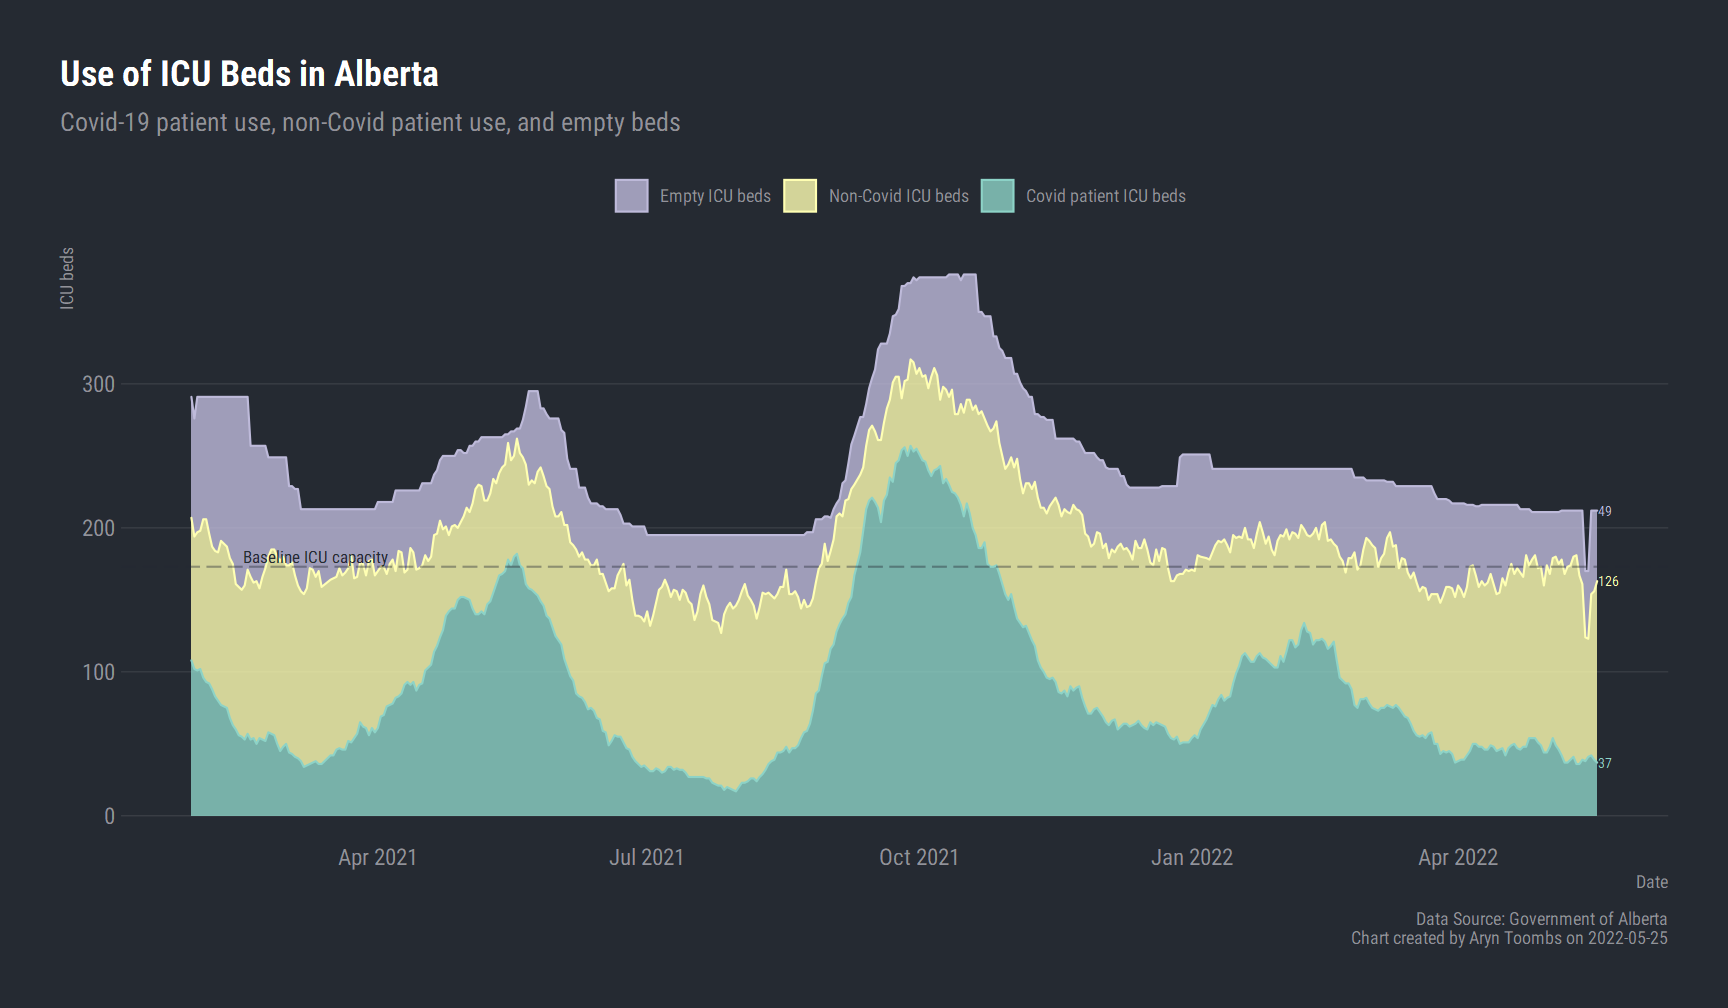 Use of ICU Beds in Alberta
Covid-19 patient use, non-Covid patient use, and empty beds
Empty ICU beds
Non-Covid ICU beds
Covid patient ICU beds
ICU beds
300
200
100
0
Baseline ICU capacity
49
126
37
Apr 2021
Jul 2021
Oct 2021
Jan 2022
Apr 2022
Date
Data Source: Government of Alberta
Chart created by Aryn Toombs on 2022-05-25